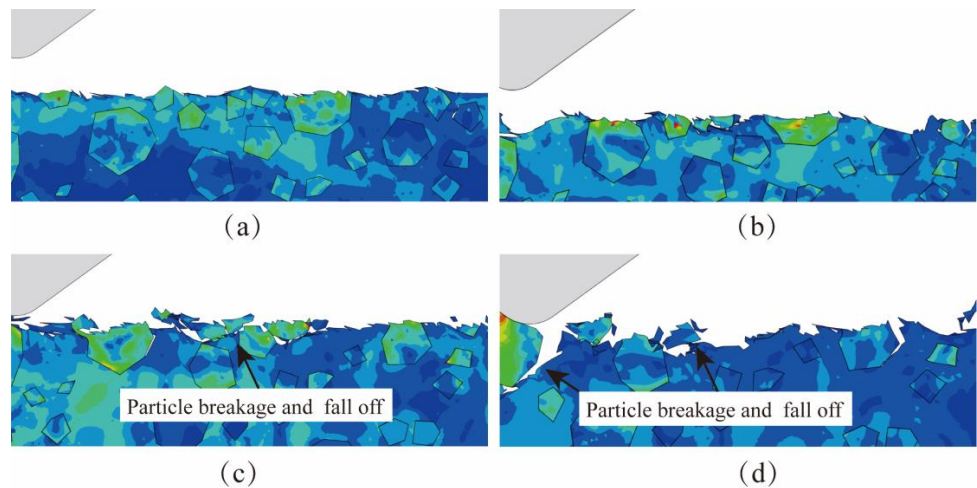 (a)
(b)
Particle breakage and fall off
(c)
Particle breakage and fall off
(d)